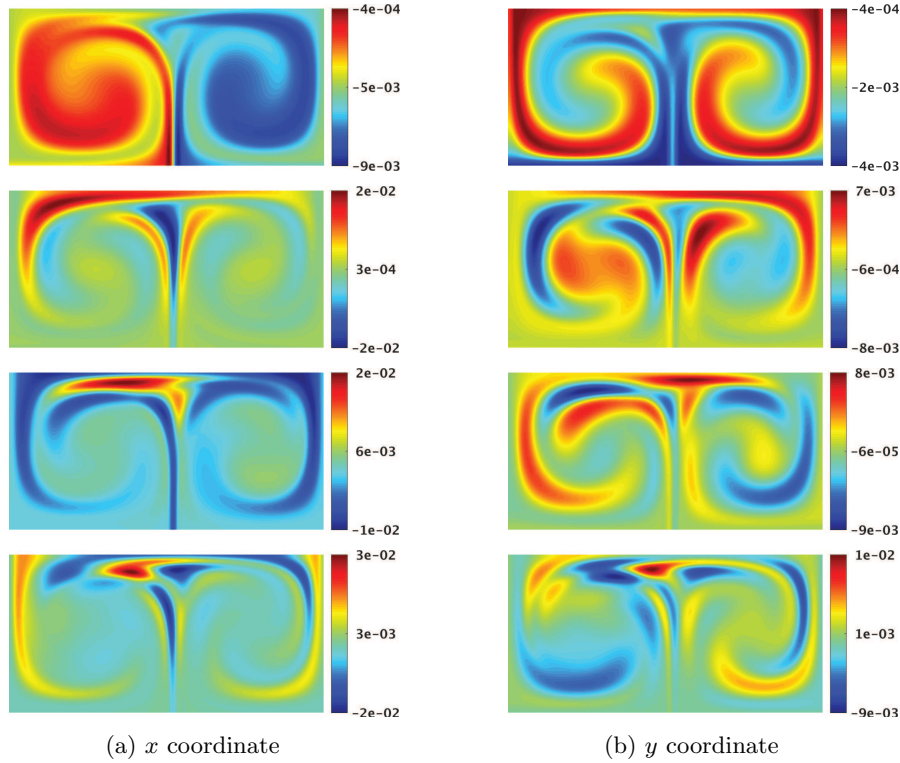 -4e-04
-5e-03
-9e-03
-4e-04
-2e-03
-4e-03
2e-02
3e-04
-2e-02
7e-03
-6e-04
-8e-03
2e-02
6e-03
-1e-02
8e-03
-6e-05
-9e-03
3e-02
3e-03
-2e-02
1e-02
1e-03
-9e-03
(a) x coordinate
(b) y coordinate